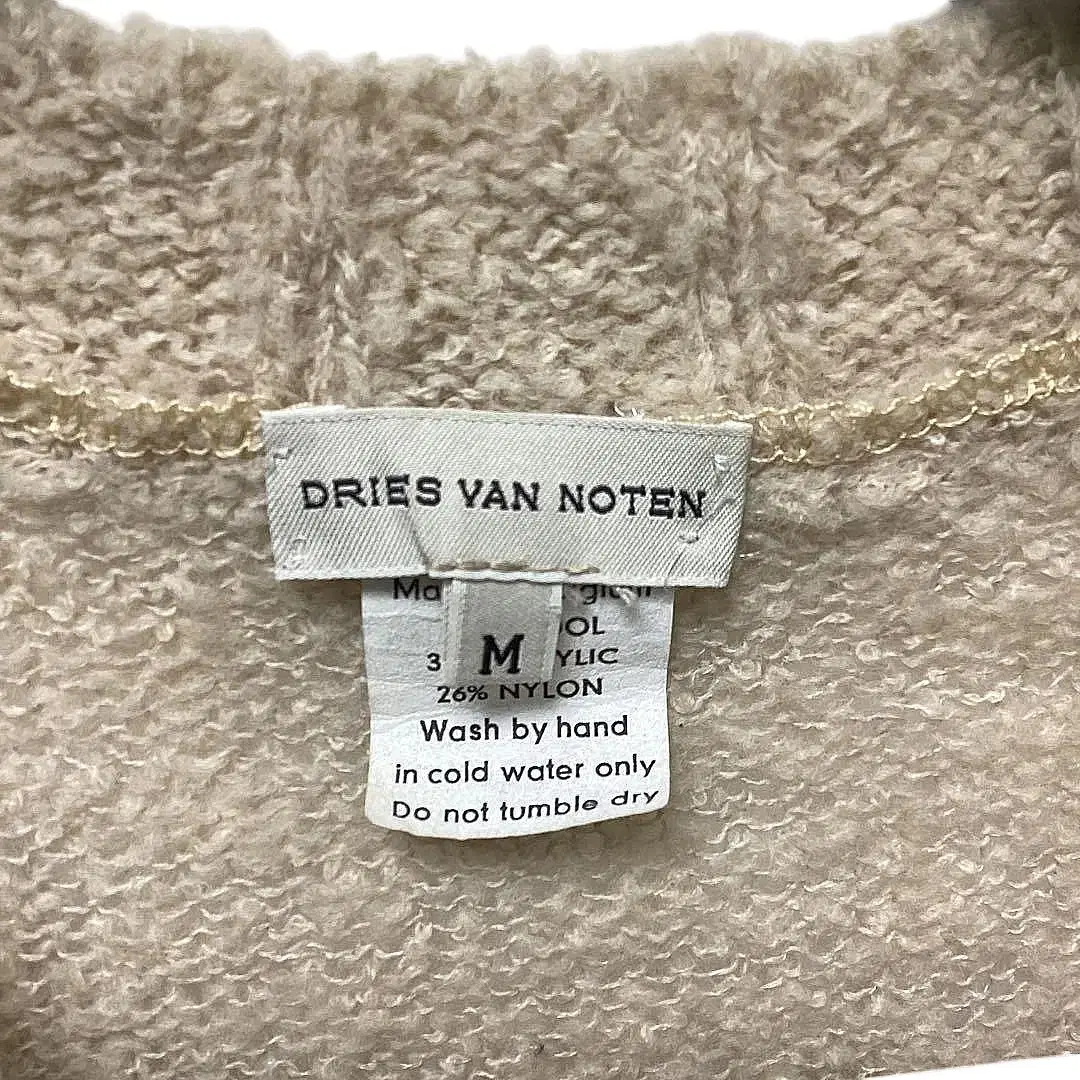 DRIES VAN NOTEN
M
26% NYLON
Wash by hand
in cold water only
Do not tumble dry